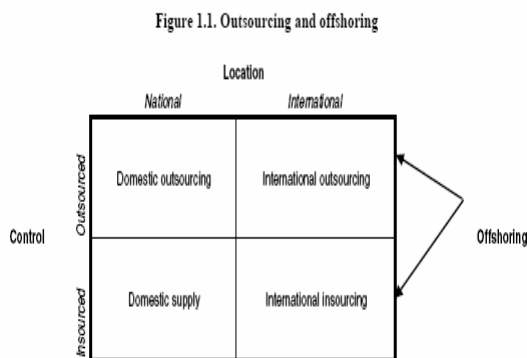 Figure 1.1. Outsourcing and offshoring
Location
National International
Outsourced
Domestic outsourcing International outsourcing
Control
Offshoring
Insourced
Domestic supply International insourcing